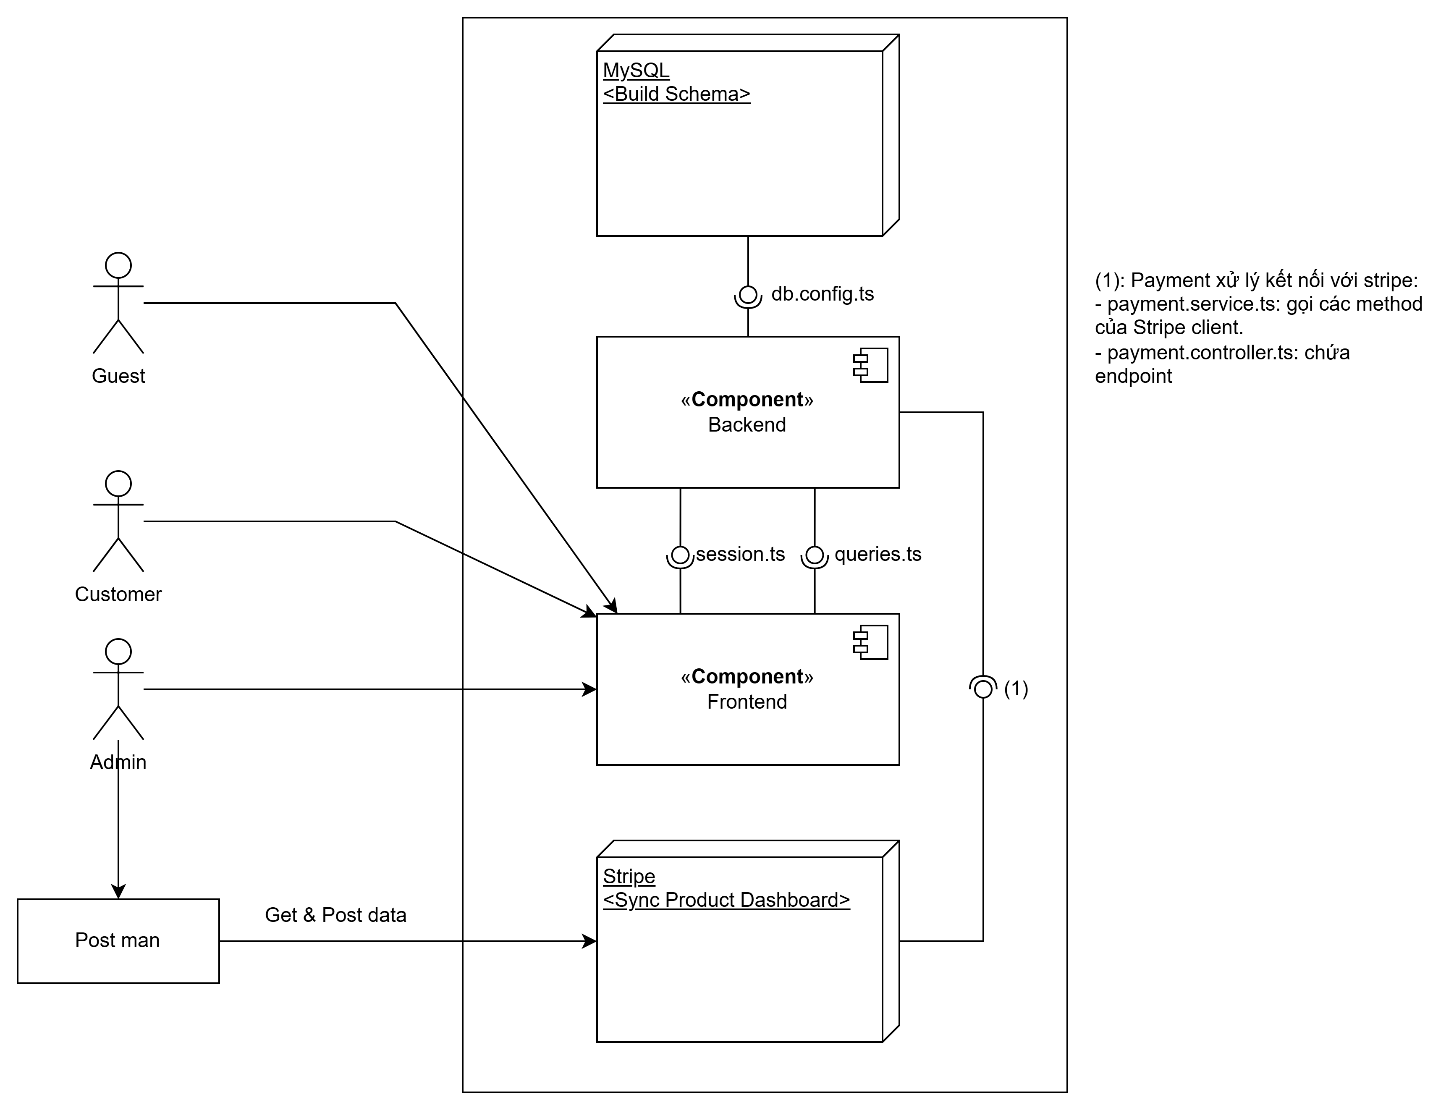 MySQL
<Build Schema>
db.config.ts
(1): Payment xử lý kết nối với stripe:
- payment.service.ts: gọi các method
của Stripe client.
- payment.controller.ts: chứa
endpoint
Guest
«Component»
Backend
session.ts
queries.ts
Customer
«Component»
Frontend
(1)
Admin
Stripe
<Sync Product Dashboard>
Get & Post data
Post man